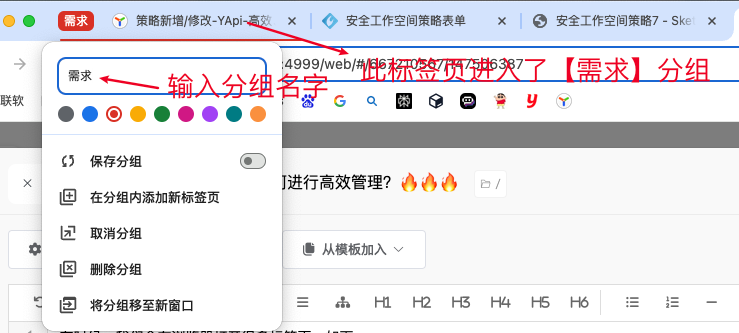 需求 策略新增/修改-YApi-高效 安全工作空间策略表单 安全工作空间策略7 - Sket
:4999/web/#/
需求
输入分组名字
此标签页进入了【需求】分组
联软
保存分组
在分组内添加新标签页
何进行高效管理？🔥🔥🔥 /
取消分组
从模板加入
删除分组
将分组移至新窗口
H1 H2 H3 H4 H5 H6